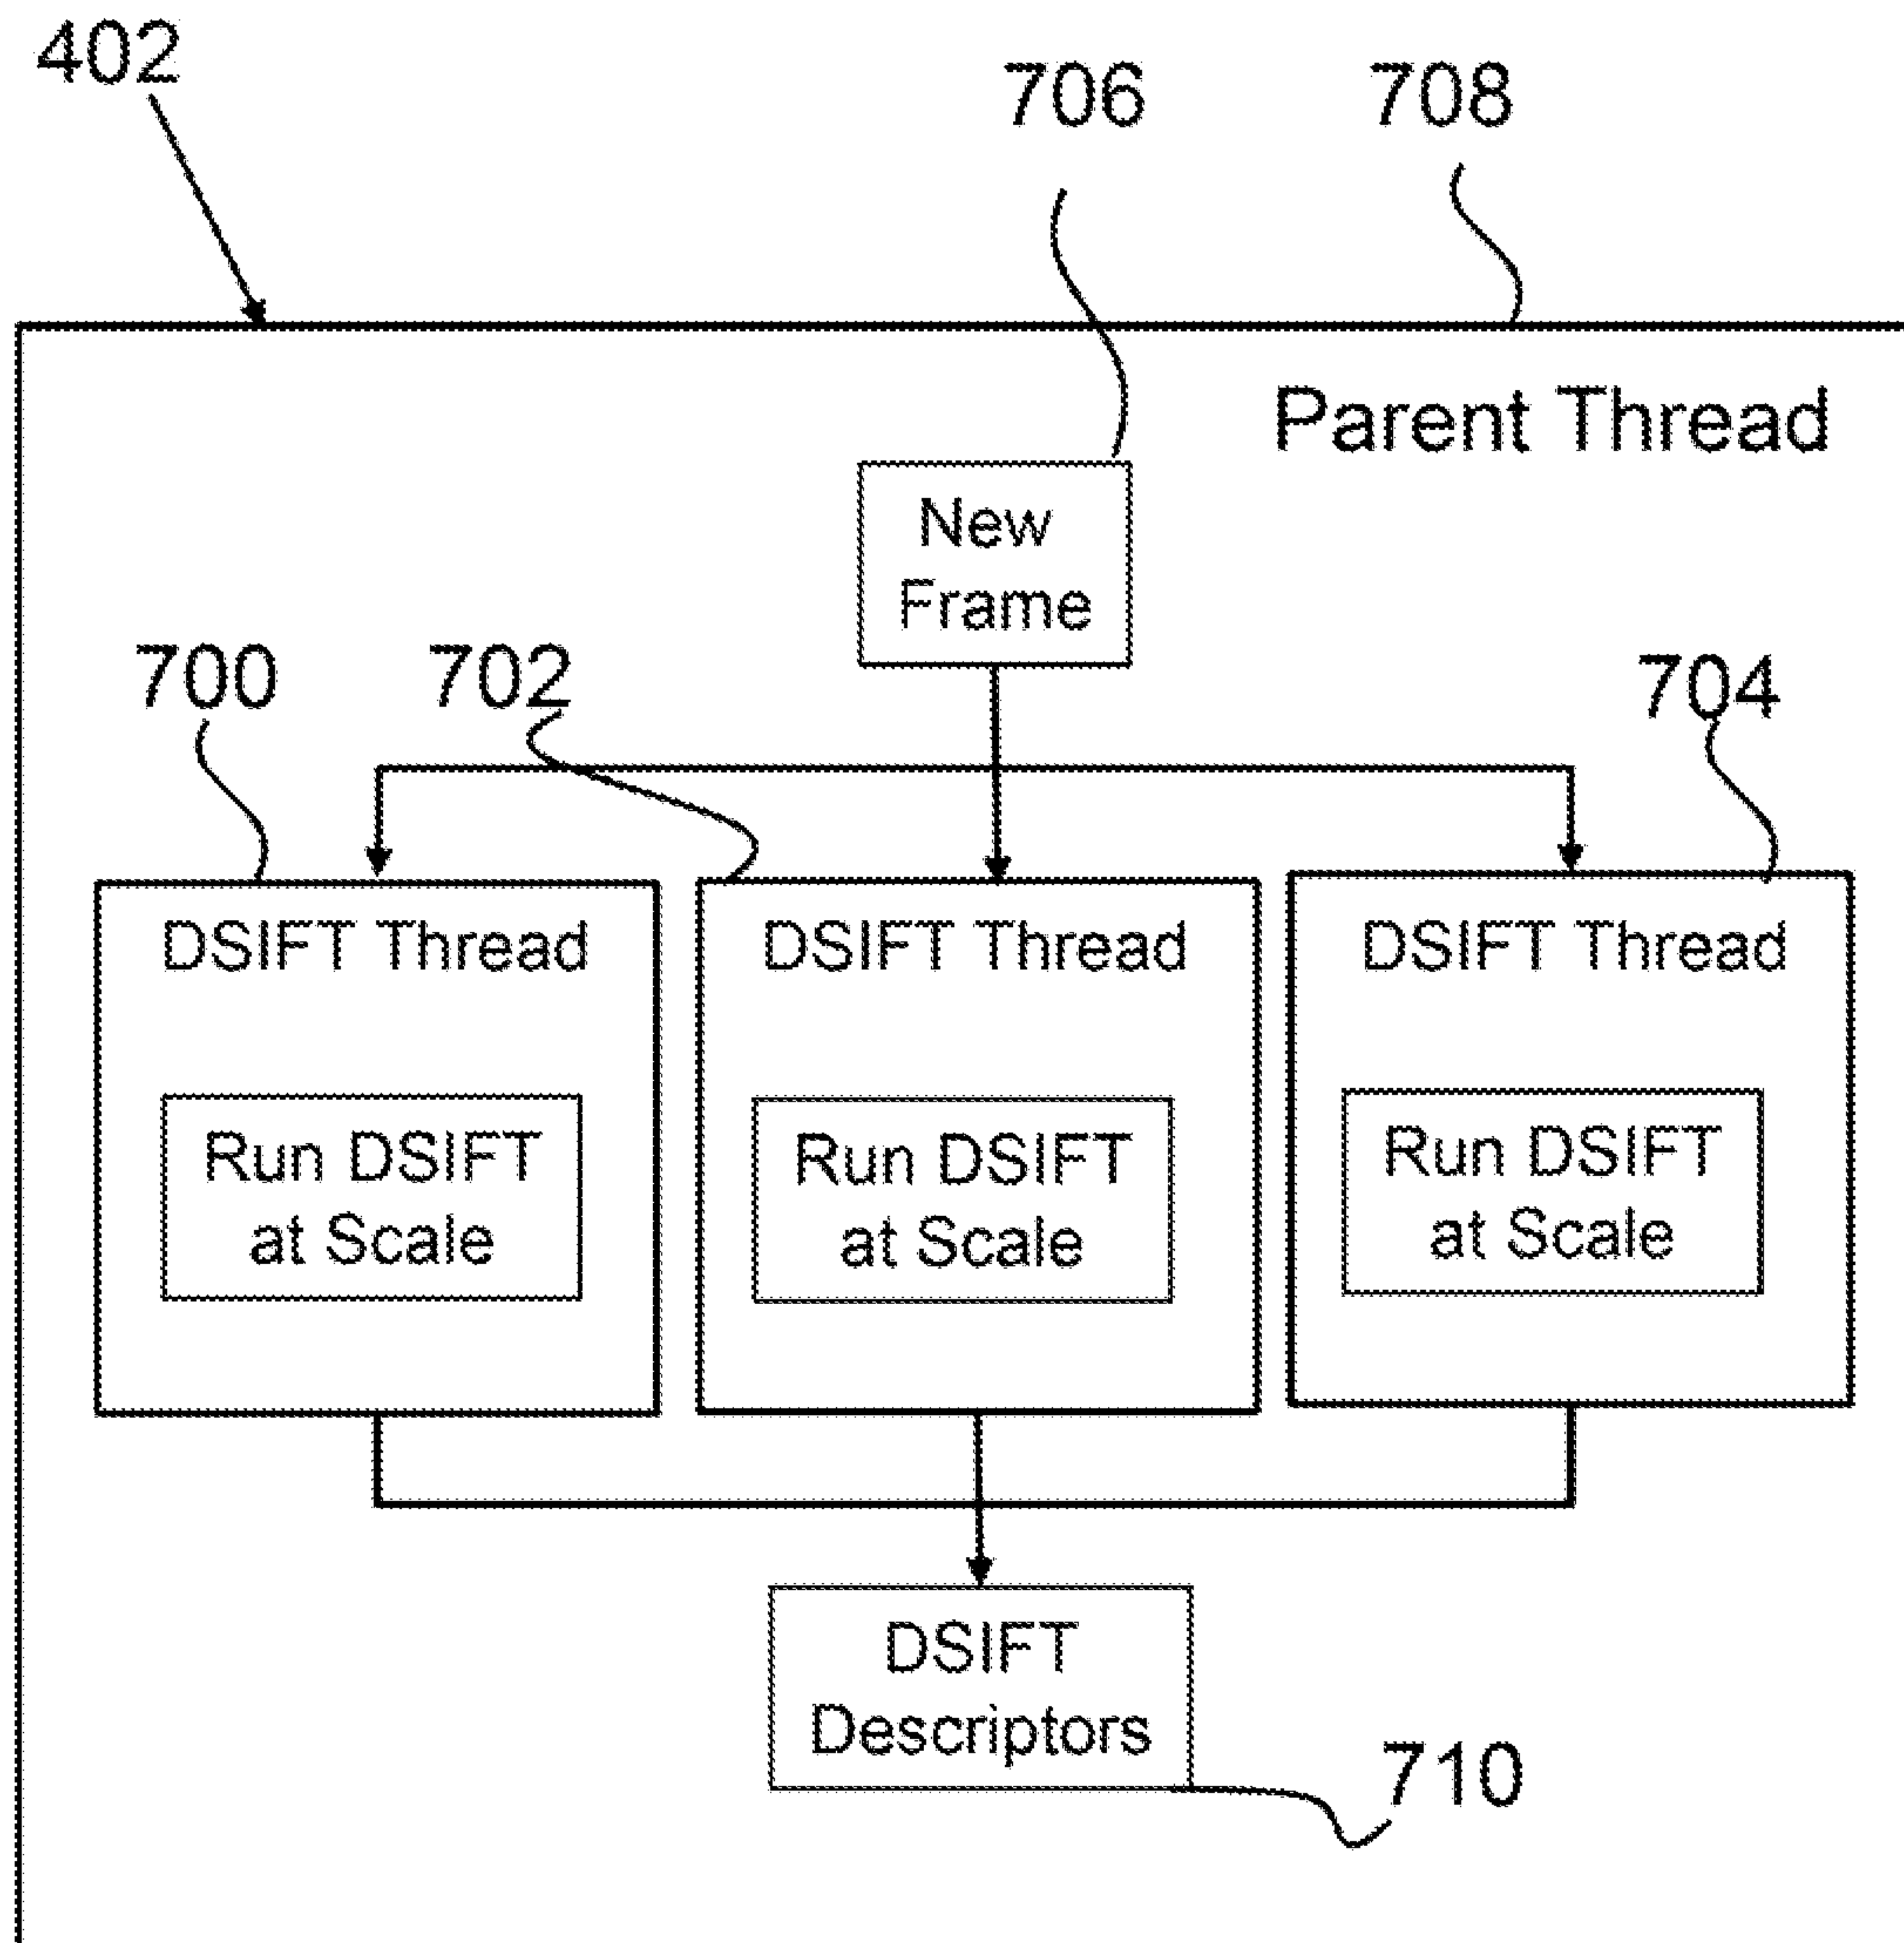 402
706
708
Parent Thread
New
Frame
700
702
704
DSIFT Thread
DSIFT Thread
DSIFT Thread
Run DSIFT
at Scale
Run DSIFT
at Scale
Run DSIFT
at Scale
DSIFT
Descriptors
710